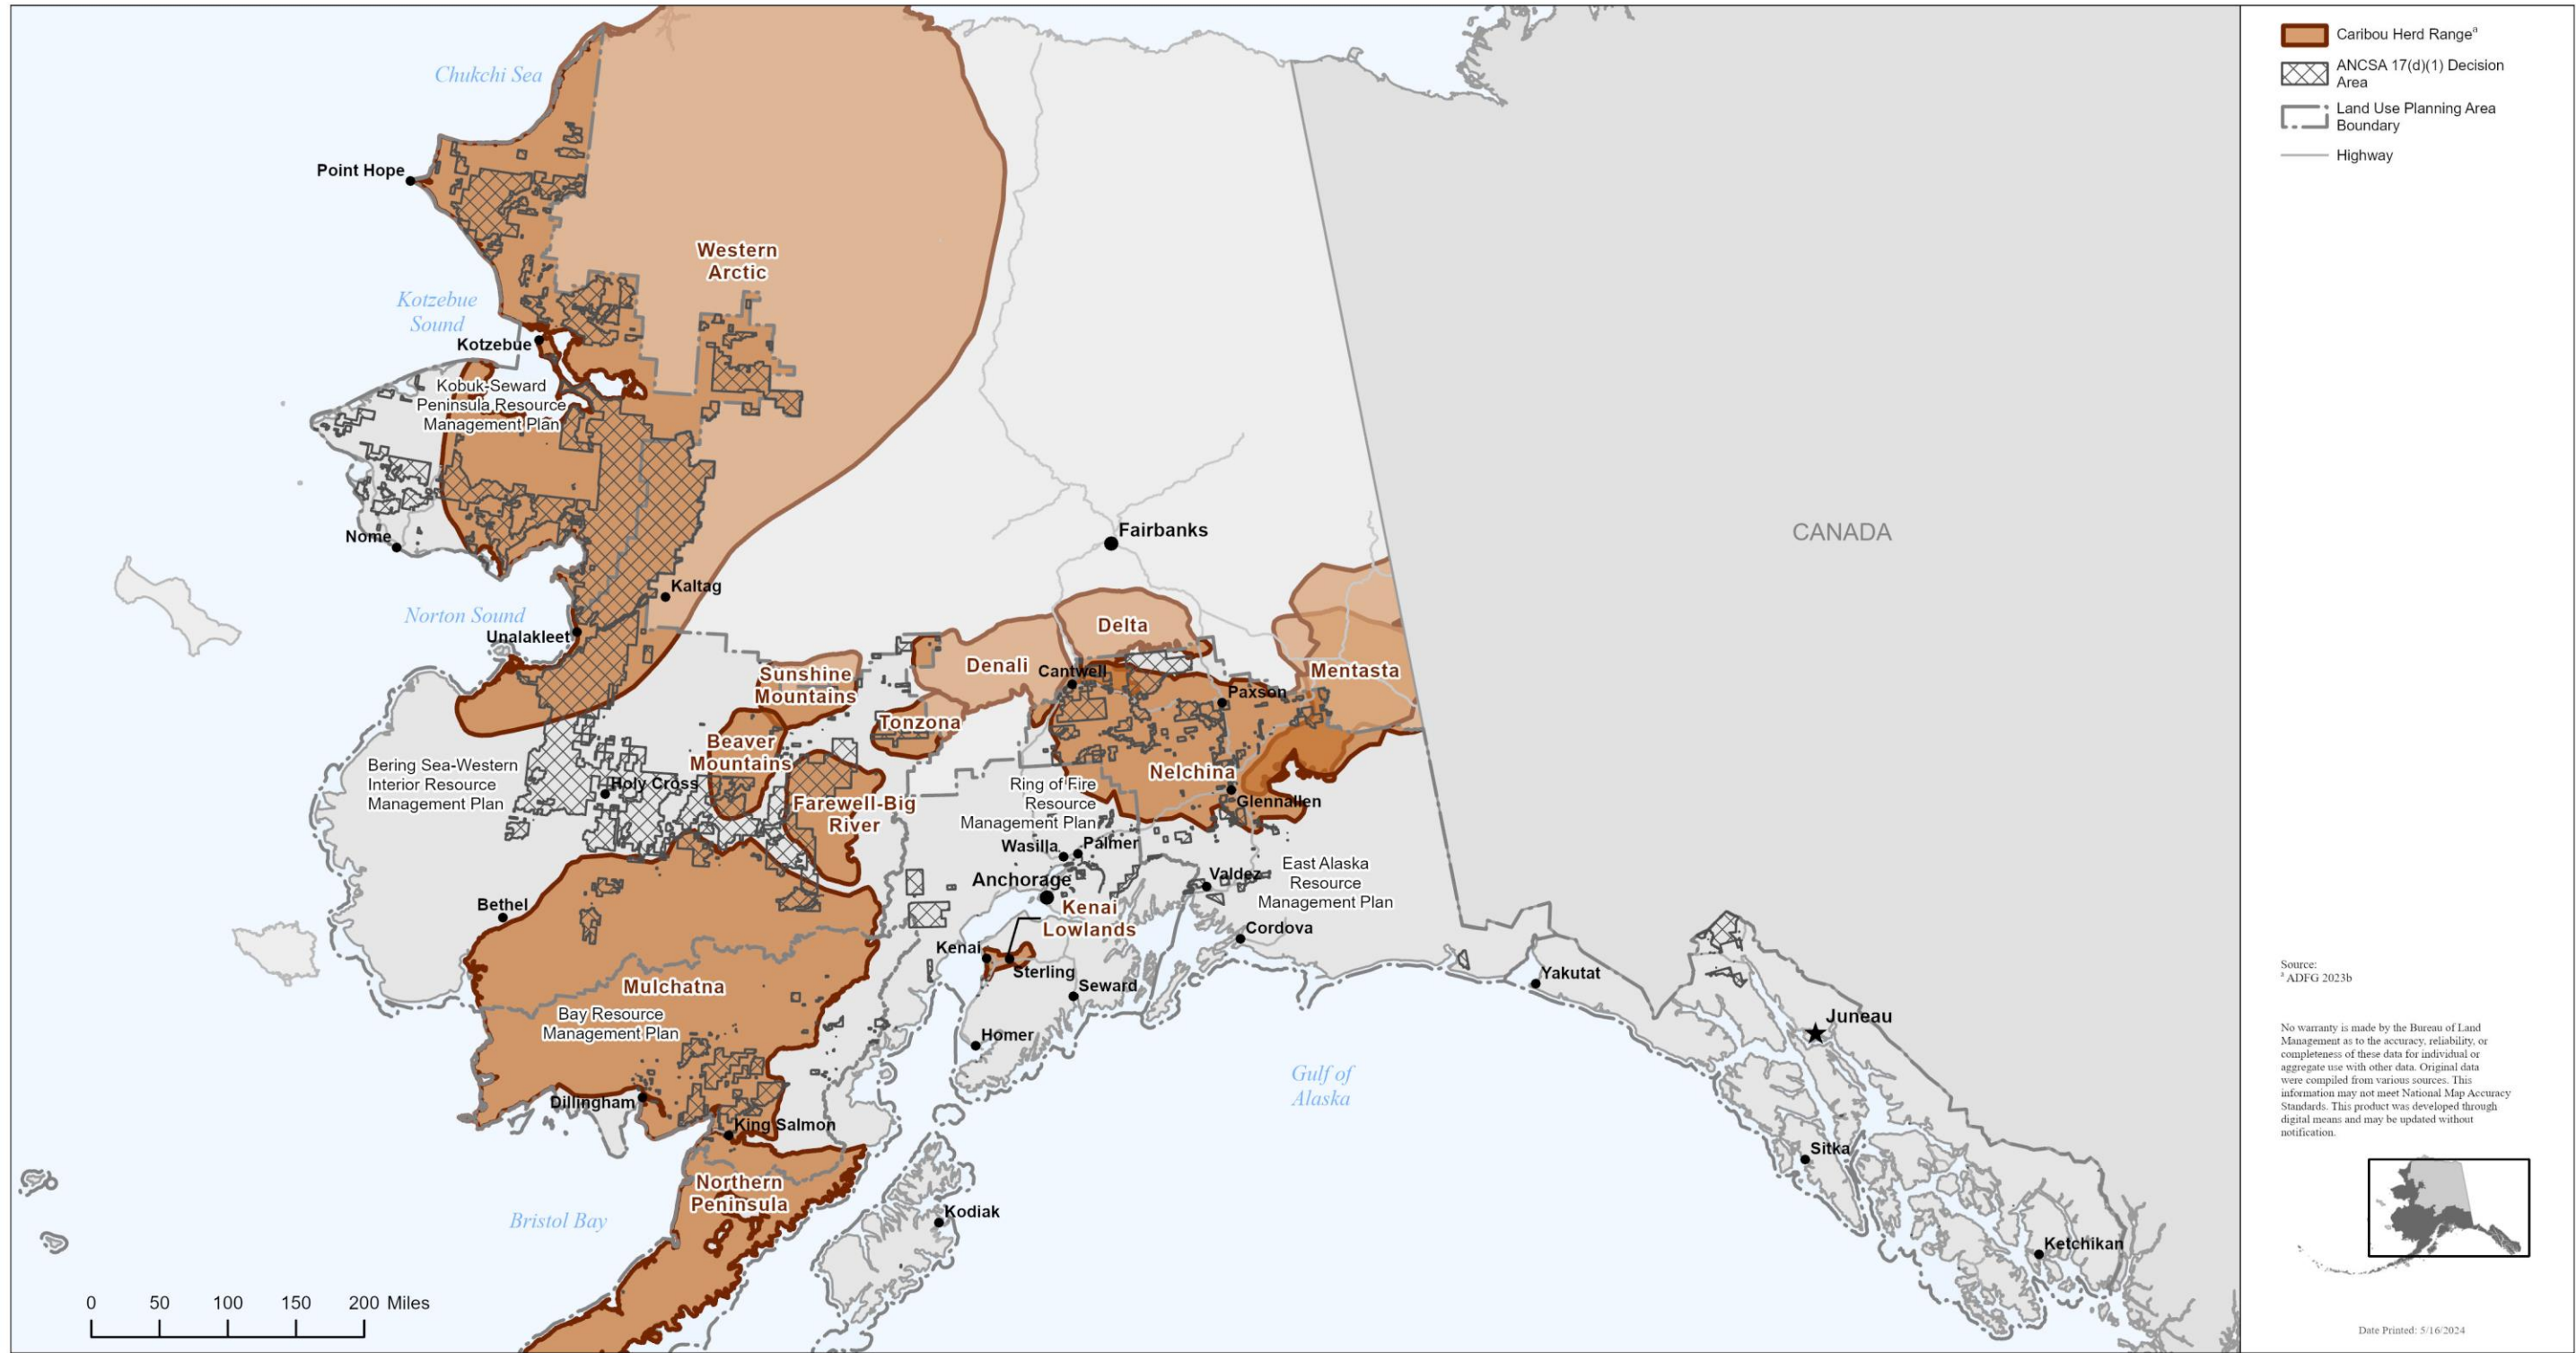 Chukchi Sea
Point Hope
Western
Arctic
Kotzebue
Sound
Kotzebue
Kobuk-Seward
Peninsula Resource
Management Plan
Nome
Fairbanks
CANADA
Kaltag
Norton Sound
Unalakleet
Delta
Denali
Cantwell
Mentasta
Sunshine
Mountains
Paxson
Tonzona
Beaver
Mountains
Bering Sea-Western
Interior Resource
Management Plan
Holy Cross
Nelchina
Ring of Fire
Resource
Management Plan
Glennallen
Farewell-Big
River
Wasilla
Palmer
East Alaska
Resource
Management Plan
Anchorage
Valdez
Bethel
Kenai
Lowlands
Cordova
Kenai
Sterling
Yakutat
Mulchatna
Seward
Bay Resource
Management Plan
Juneau
Homer
Gulf of
Alaska
Dillingham
King Salmon
Sitka
Northern
Peninsula
Bristol Bay
Kodiak
Ketchikan
0 50 100 150 200 Miles
Caribou Herd Rangeª
ANCSA 17(d)(1) Decision
Area
Land Use Planning Area
Boundary
Highway
Source:
ª ADFG 2023b
No warranty is made by the Bureau of Land
Management as to the accuracy, reliability, or
completeness of these data for individual or
aggregate use with other data. Original data
were compiled from various sources. This
information may not meet National Map Accuracy
Standards. This product was developed through
digital means and may be updated without
notification.
Date Printed: 5/16/2024